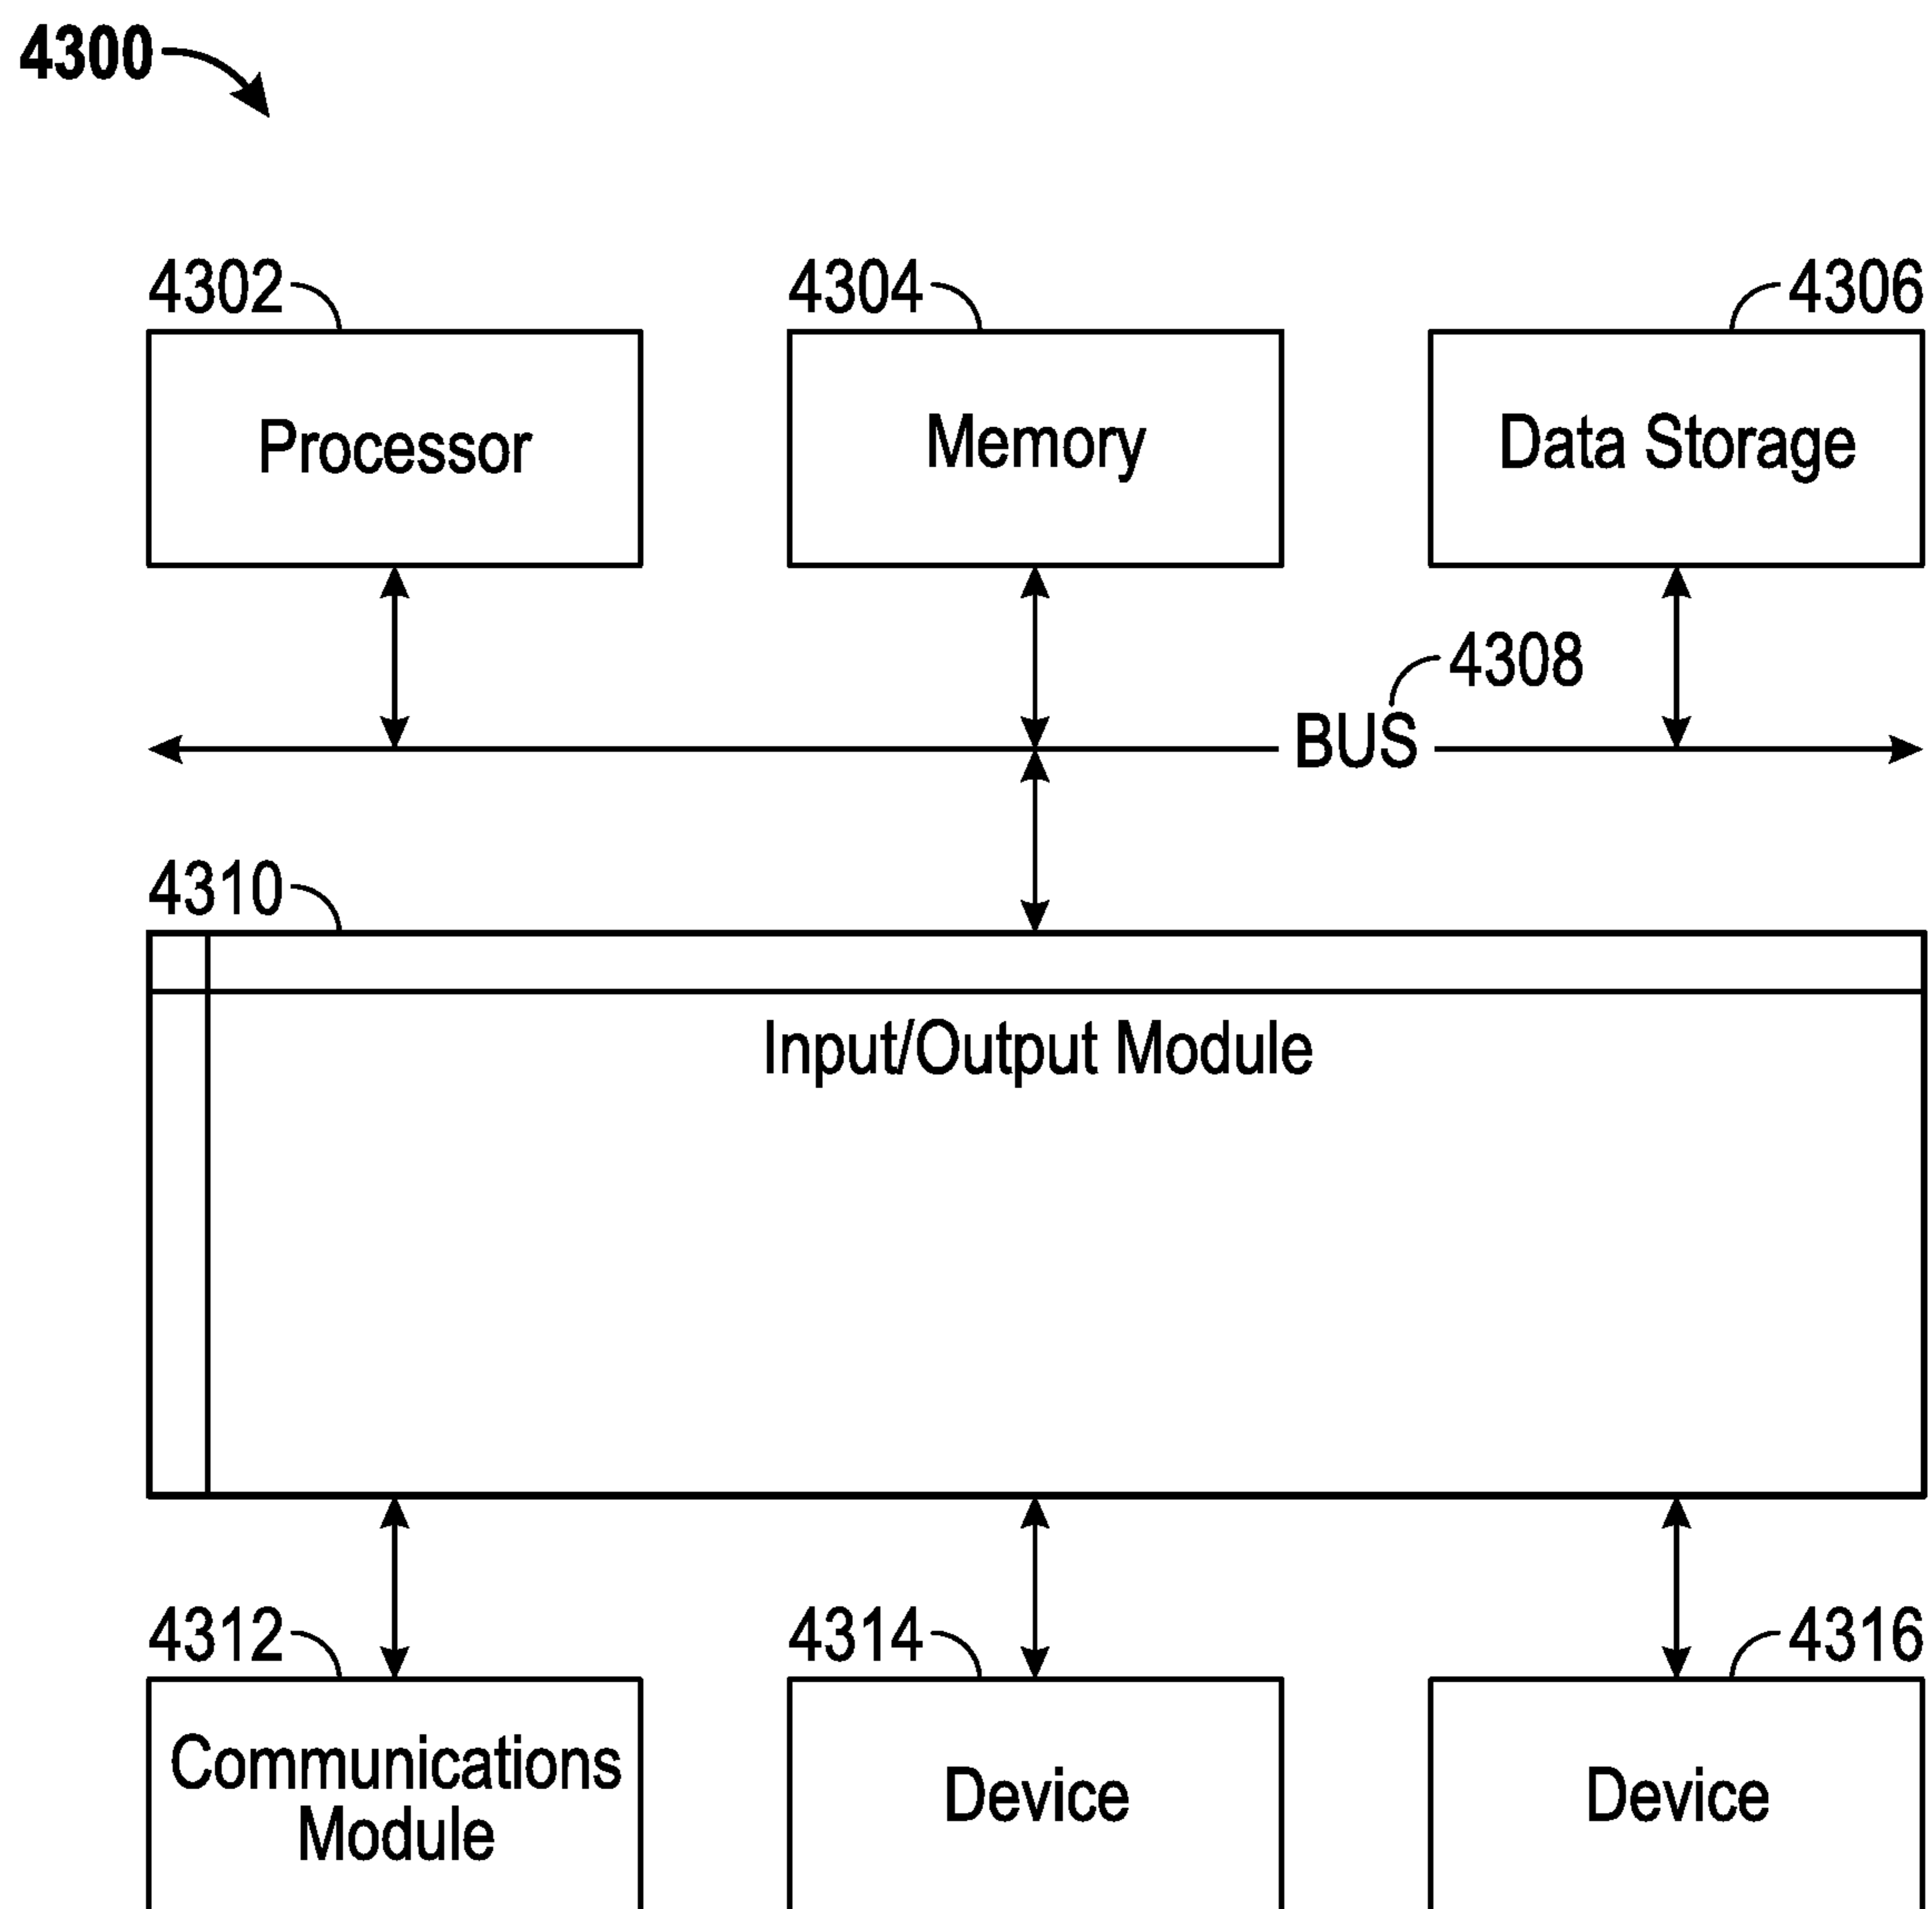 4300
4302
4304
4306
Processor
Memory
Data Storage
4308
BUS
4310
Input/Output Module
4312
4314
4316
Communications
Module
Device
Device